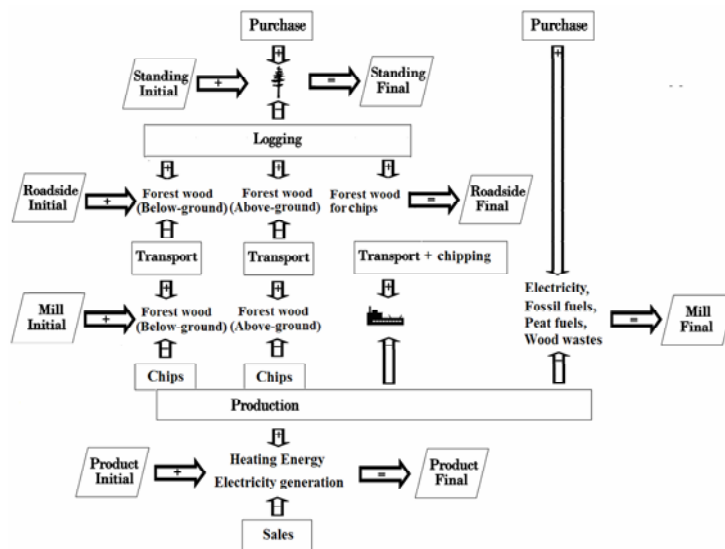 Purchase
Purchase
+
+
Standing
Initial
+
=
Standing
Final
Logging
+
+
+
Roadside
Initial
+
Forest wood
(Below-ground)
Forest wood
(Above-ground)
Forest wood
for chips
=
Roadside
Final
Transport
Transport
Transport + chipping
+
+
+
Electricity,
Fossil fuels,
Peat fuels,
Wood wastes
Mill
Initial
+
Forest wood
(Below-ground)
Forest wood
(Above-ground)
=
Mill
Final
Chips
Chips
Production
+
Product
Initial
+
Heating Energy
Electricity generation
=
Product
Final
Sales